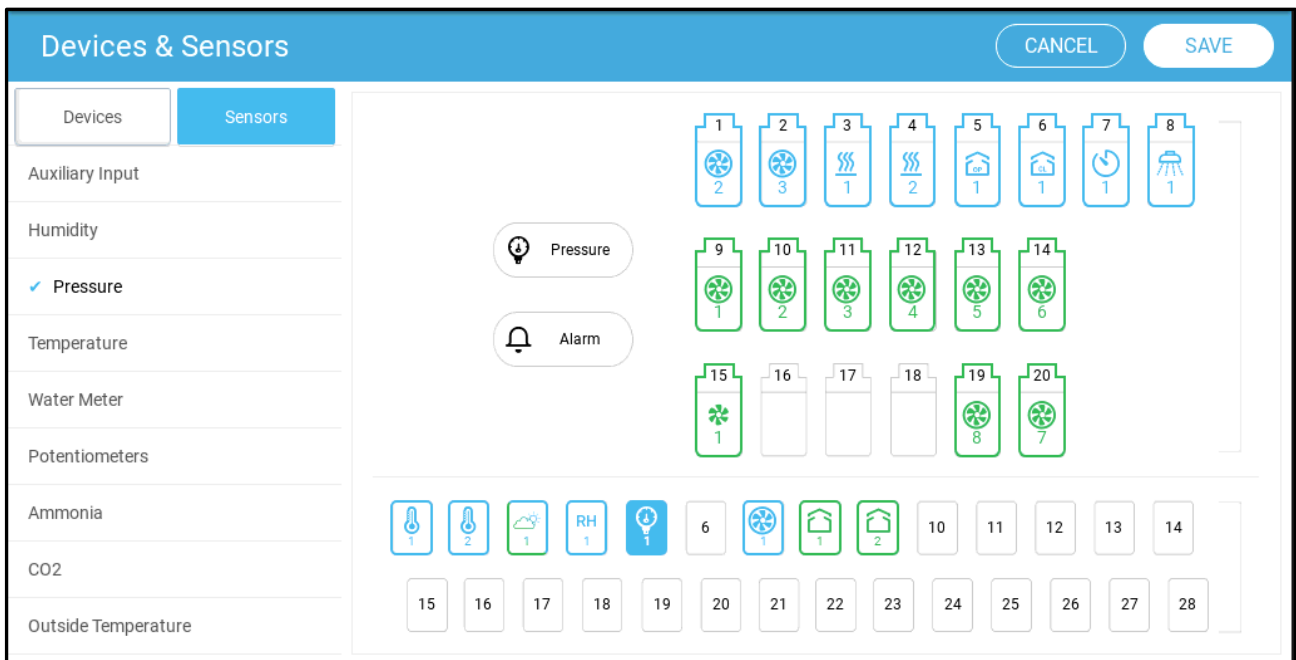 Devices & Sensors CANCEL SAVE
Devices Sensors
Auxiliary Input
Humidity
✔ Pressure
Temperature
Water Meter
Potentiometers
Ammonia
CO2
Outside Temperature
Pressure
Alarm
1 2 3 4 5 6 7 8
OP CL
2 3 1 2 1 1 1 1
9 10 11 12 13 14
1 2 3 4 5 6
15 16 17 18 19 20
1 8 7
RH 6 10 11 12 13 14
1 2 1 1 1 1 1 2
15 16 17 18 19 20 21 22 23 24 25 26 27 28